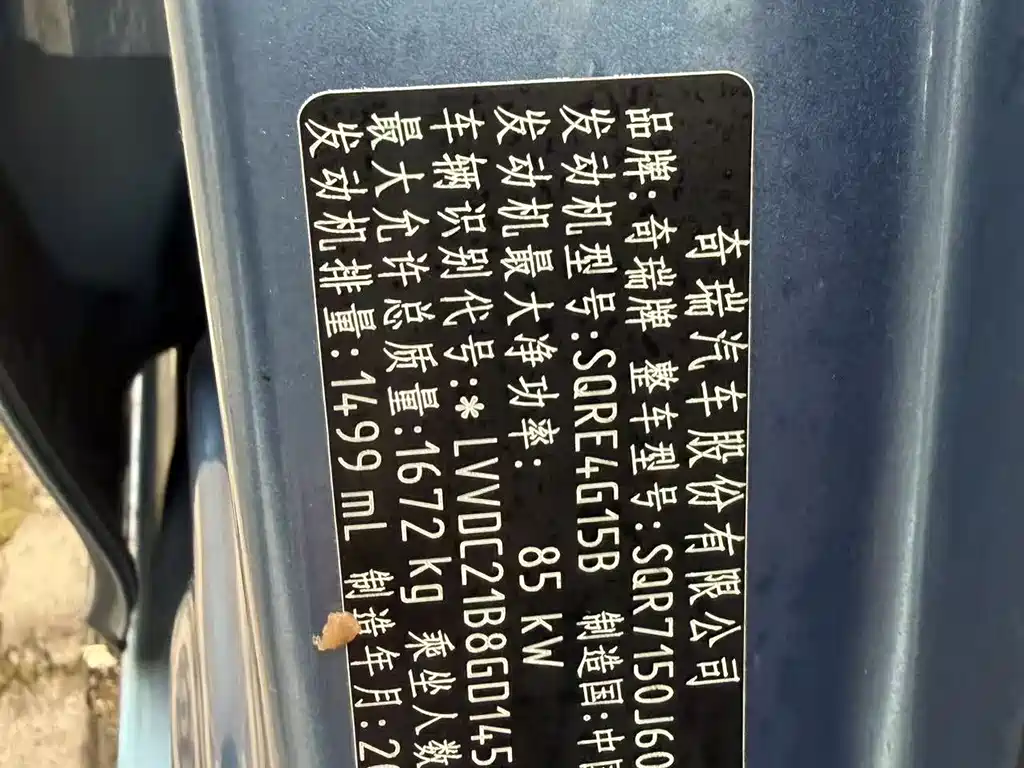 奇瑞汽车股份有限公司
品牌:奇瑞牌 整车型号:SQR7150J60
发动机型号:SQRE4G15B 制造国:中
发动机最大净功率: 85 kW
车辆识别代号:*LVVDC21B8GD145
最大允许总质量:1672 kg 乘坐人数
发动机排量:1499 mL 制造年月:20